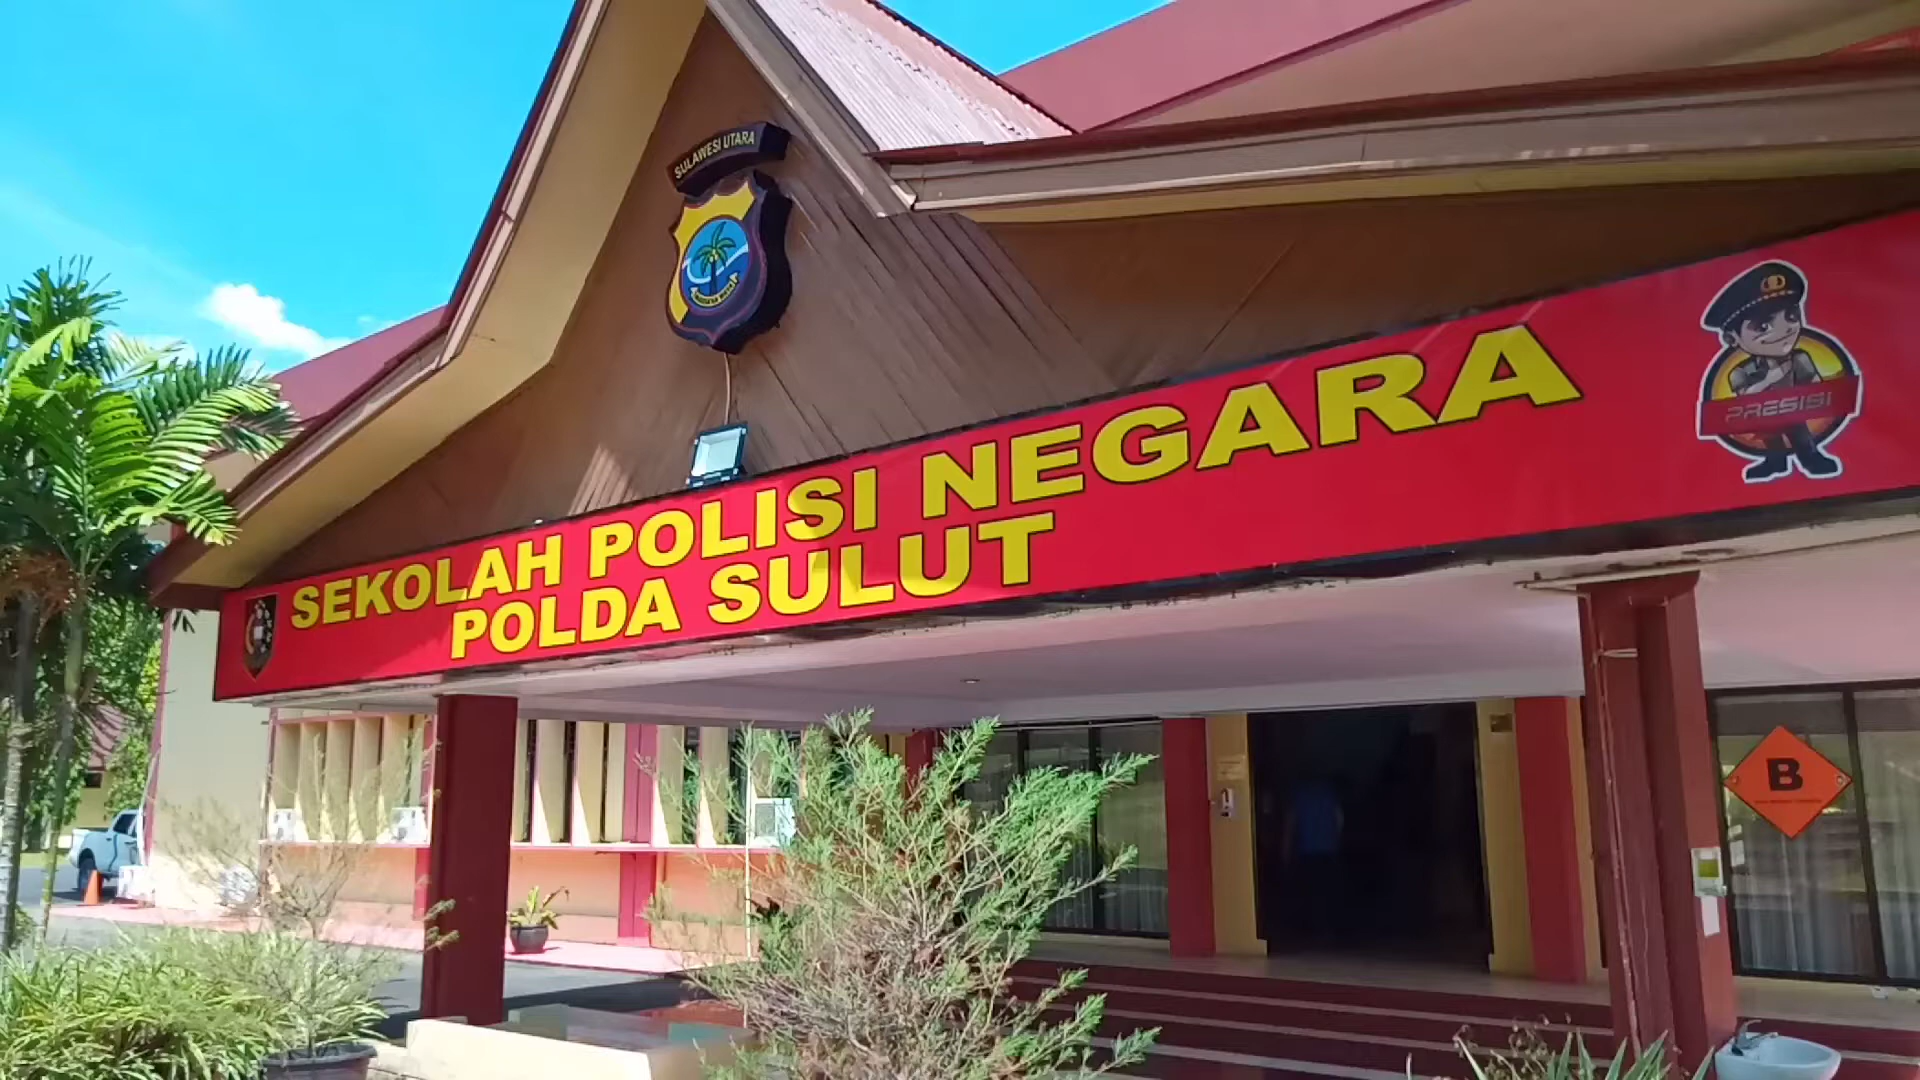 SULAWESI UTARA
SEKOLAH POLISI NEGARA
POLDA SULUT
PRESISI
B